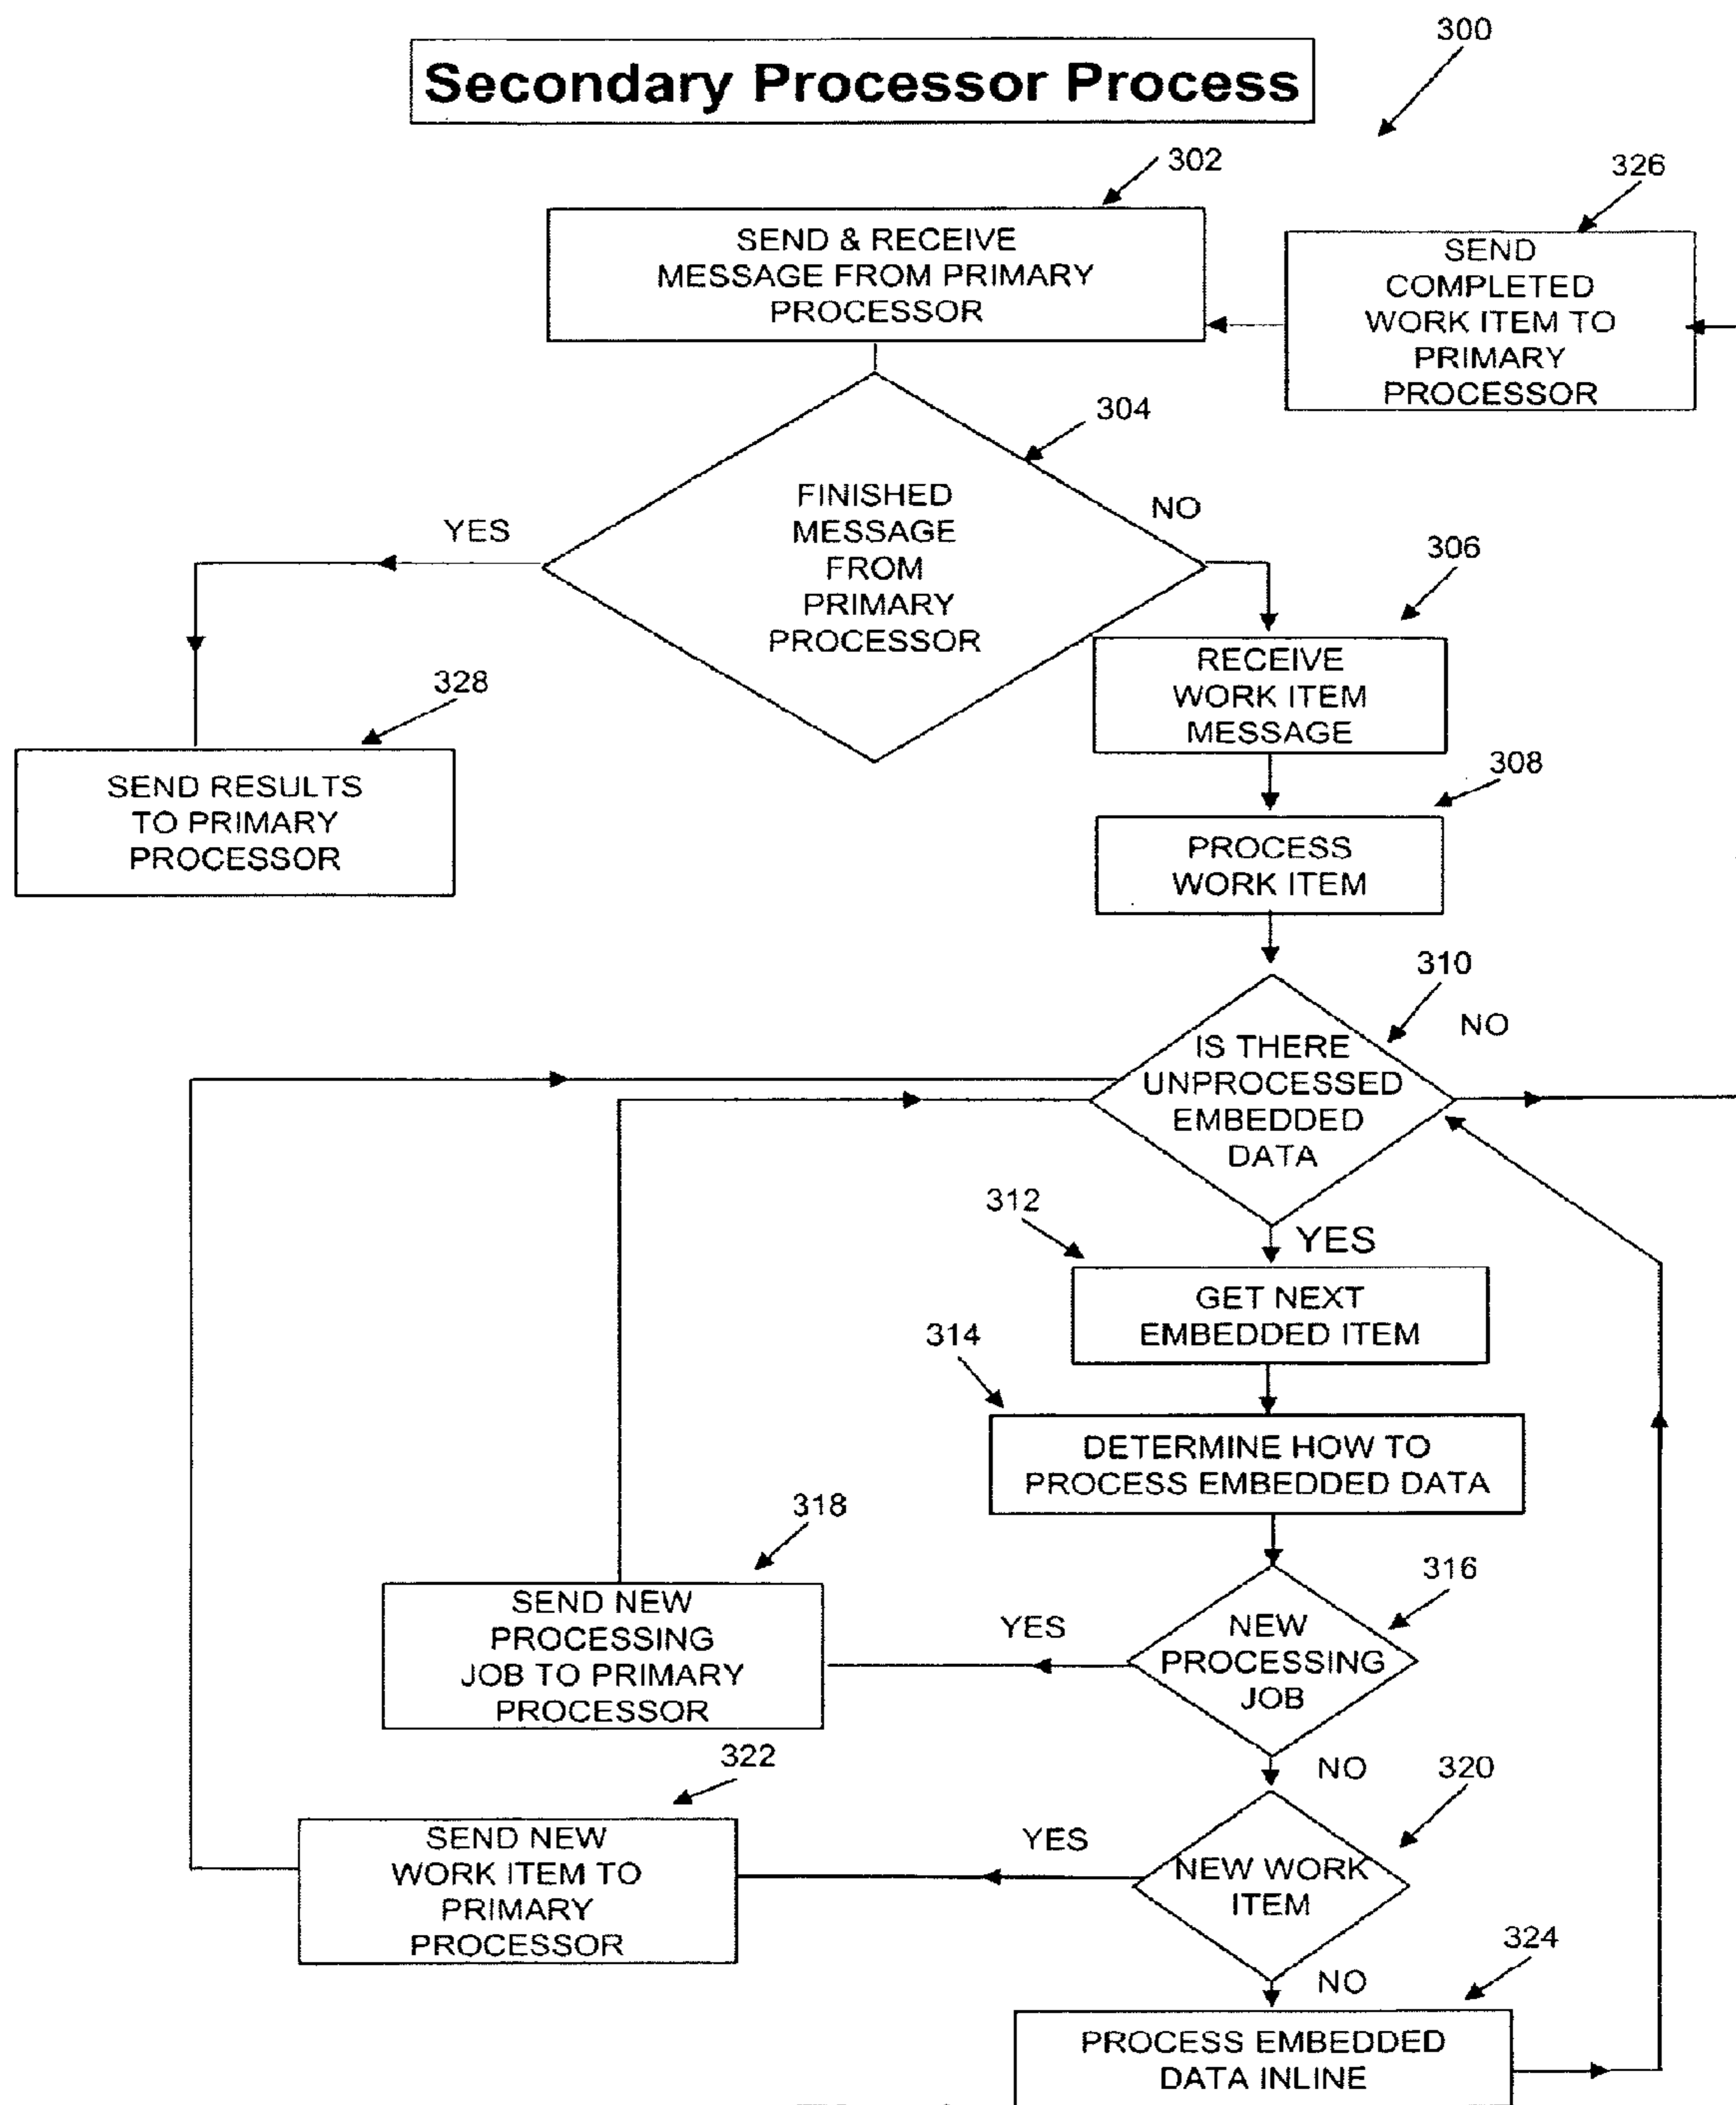 300
Secondary Processor Process
302
326
SEND & RECEIVE
MESSAGE FROM PRIMARY
PROCESSOR
SEND
COMPLETED
WORK ITEM TO
PRIMARY
PROCESSOR
304
FINISHED
MESSAGE
FROM
PRIMARY
PROCESSOR
YES
NO
306
RECEIVE
WORK ITEM
MESSAGE
328
SEND RESULTS
TO PRIMARY
PROCESSOR
308
PROCESS
WORK ITEM
310
NO
IS THERE
UNPROCESSED
EMBEDDED
DATA
312
YES
GET NEXT
EMBEDDED ITEM
314
DETERMINE HOW TO
PROCESS EMBEDDED DATA
318
316
SEND NEW
PROCESSING
JOB TO PRIMARY
PROCESSOR
YES
NEW
PROCESSING
JOB
322
NO
320
SEND NEW
WORK ITEM TO
PRIMARY
PROCESSOR
YES
NEW WORK
ITEM
324
NO
PROCESS EMBEDDED
DATA INLINE